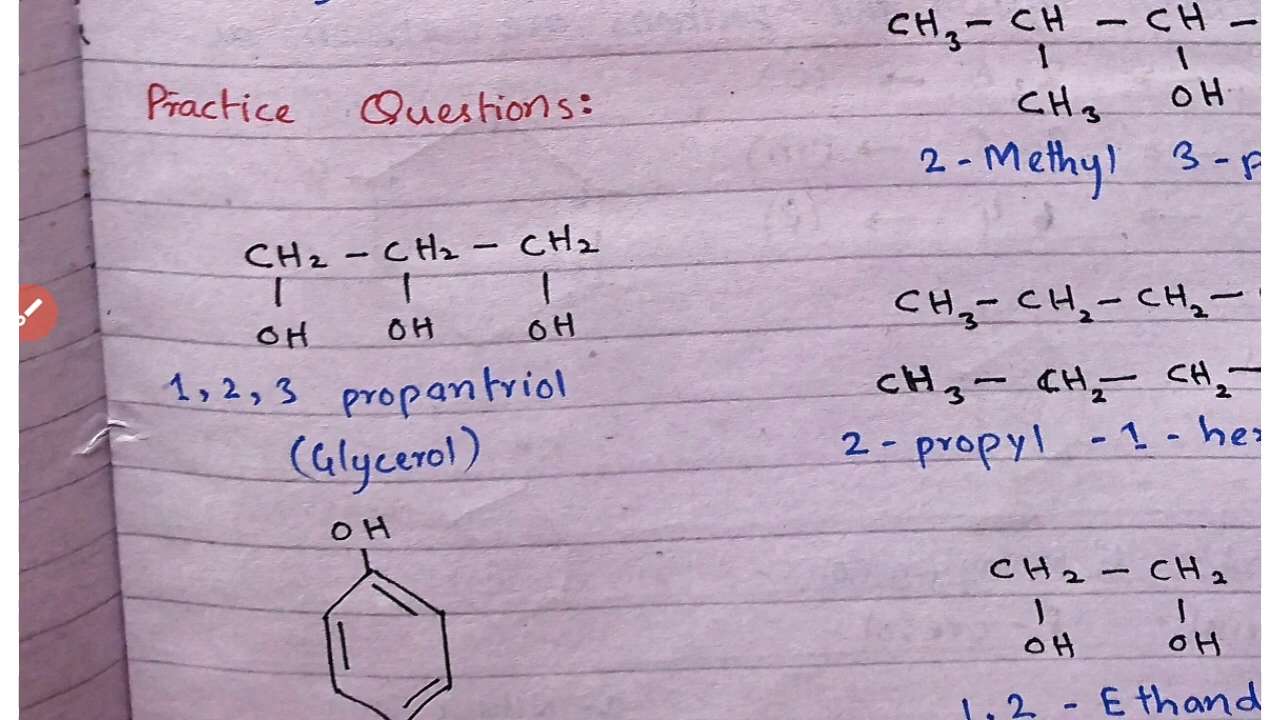 Practice Questions:
CH₂ - CH₂ - CH₂
OH OH OH
1, 2, 3 propantriol
(Glycerol)
OH
CH₃ - CH - CH -
CH₃ OH
2 - Methyl 3 - p
CH₃ - CH₂ - CH₂ -
CH₃ - CH₂ - CH₂ -
2 - propyl - 1 - hex
CH₂ - CH₂
OH OH
1, 2 - Ethand